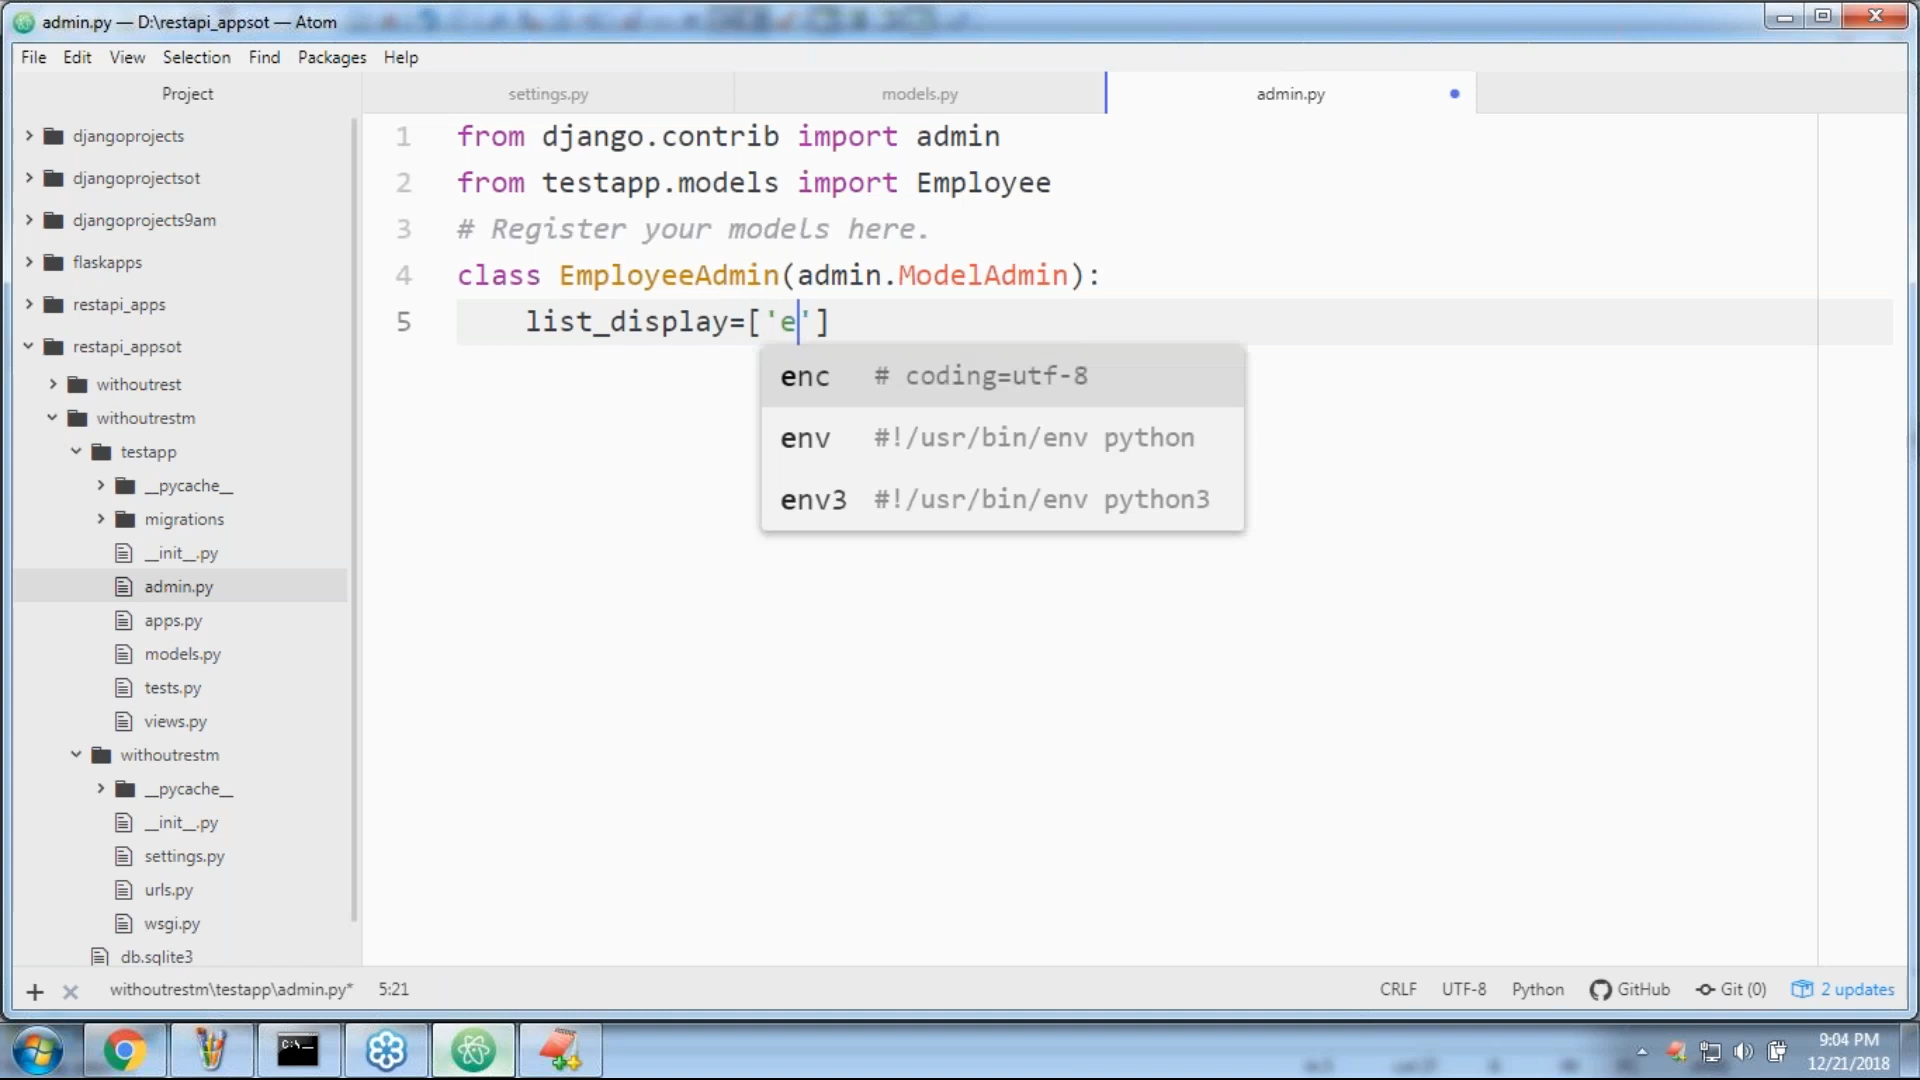 admin.py — D:\restapi_appsot — Atom
File Edit View Selection Find Packages Help
Project
settings.py
models.py
admin.py
djangoprojects
djangoprojectsot
djangoprojects9am
flaskapps
restapi_apps
restapi_appsot
withoutrest
withoutrestm
testapp
__pycache__
migrations
__init__.py
admin.py
apps.py
models.py
tests.py
views.py
withoutrestm
__pycache__
__init__.py
settings.py
urls.py
wsgi.py
db.sqlite3
1 from django.contrib import admin
2 from testapp.models import Employee
3 # Register your models here.
4 class EmployeeAdmin(admin.ModelAdmin):
5 list_display=['e']
enc # coding=utf-8
env #!/usr/bin/env python
env3 #!/usr/bin/env python3
withoutrestm\testapp\admin.py* 5:21
CRLF UTF-8 Python GitHub Git (0) 2 updates
9:04 PM
12/21/2018